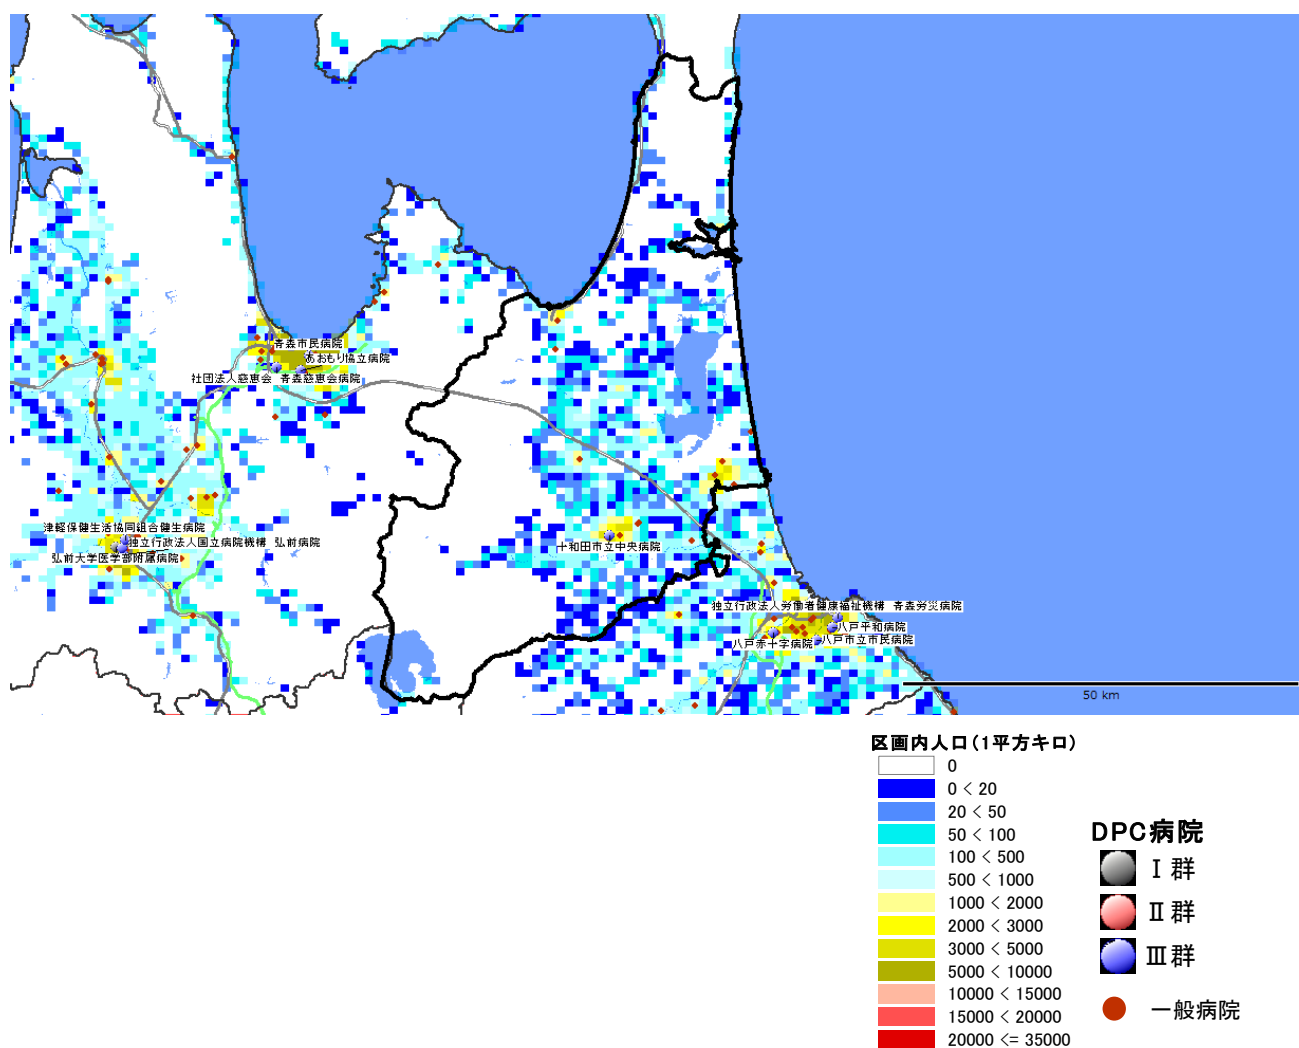 青森市民病院
あおもり協立病院
社団法人慈恵会 青森慈恵会病院
津軽保健生活協同組合健生病院
独立行政法人国立病院機構 弘前病院
弘前大学医学部附属病院
十和田市立中央病院
独立行政法人労働者健康福祉機構 青森労災病院
八戸平和病院
八戸市立市民病院
八戸赤十字病院
50 km
区画内人口(1平方キロ)
0
0 < 20
20 < 50
50 < 100
100 < 500
500 < 1000
1000 < 2000
2000 < 3000
3000 < 5000
5000 < 10000
10000 < 15000
15000 < 20000
20000 <= 35000
DPC病院
Ⅰ群
Ⅱ群
Ⅲ群
一般病院